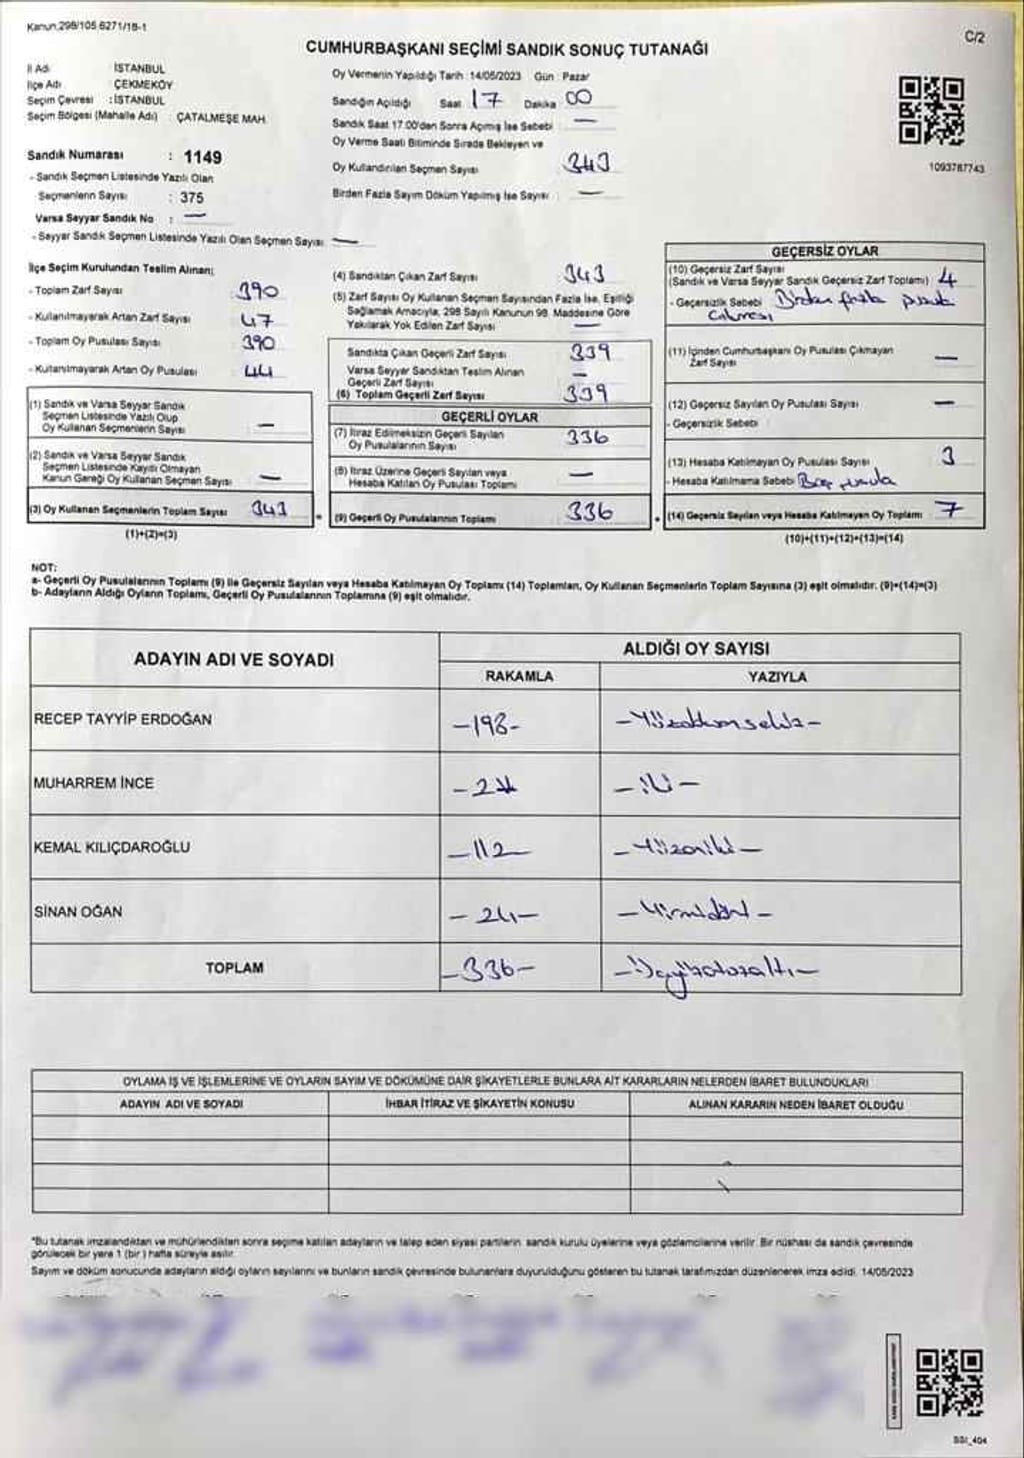 Kanun.298/105,6271/18-1
C/2
CUMHURBAŞKANI SEÇİMİ SANDIK SONUÇ TUTANAĞI
İl Adı : İSTANBUL
İlçe Adı : ÇEKMEKÖY
Seçim Çevresi : İSTANBUL
Seçim Bölgesi (Mahalle Adı) : ÇATALMEŞE MAH.
Sandık Numarası : 1149
- Sandık Seçmen Listesinde Yazılı Olan
Seçmenlerin Sayısı : 375
Varsa Seyyar Sandık No : —
- Seyyar Sandık Seçmen Listesinde Yazılı Olan Seçmen Sayısı —
Oy Vermenin Yapıldığı Tarih : 14/05/2023 Gün : Pazar
Sandığın Açıldığı Saat 17 Dakika 00
Sandık Saat 17.00'den Sonra Açımış İse Sebebi —
Oy Verme Saati Bitiminde Sırada Bekleyen ve
Oy Kullandırılan Seçmen Sayısı 343
Birden Fazla Sayım Döküm Yapılmış İse Sayısı —
1093787743
İlçe Seçim Kurulundan Teslim Alınan;
- Toplam Zarf Sayısı 390
- Kullanılmayarak Artan Zarf Sayısı 47
- Toplam Oy Pusulası Sayısı 390
- Kullanılmayarak Artan Oy Pusulası 44
(1) Sandık ve Varsa Seyyar Sandık
Seçmen Listesinde Yazılı Olup
Oy Kullanan Seçmenlerin Sayısı —
(2) Sandık ve Varsa Seyyar Sandık
Seçmen Listesinde Kayıtlı Olmayan
Kanun Gereği Oy Kullanan Seçmen Sayısı —
(3) Oy Kullanan Seçmenlerin Toplam Sayısı 343
(1)+(2)=(3)
(4) Sandıktan Çıkan Zarf Sayısı 343
(5) Zarf Sayısı Oy Kullanan Seçmen Sayısından Fazla İse, Eşitliği
Sağlamak Amacıyla, 298 Sayılı Kanunun 98. Maddesine Göre
Yakılarak Yok Edilen Zarf Sayısı —
Sandıkta Çıkan Geçerli Zarf Sayısı 339
Varsa Seyyar Sandıktan Teslim Alınan
Geçerli Zarf Sayısı —
(6) Toplam Geçerli Zarf Sayısı 339
GEÇERLİ OYLAR
(7) İtiraz Edilmeksizin Geçerli Sayılan
Oy Pusulalarının Sayısı 336
(8) İtiraz Üzerine Geçerli Sayılan veya
Hesaba Katılan Oy Pusulası Toplamı —
(9) Geçerli Oy Pusulalarının Toplamı 336
GEÇERSİZ OYLAR
(10) Geçersiz Zarf Sayısı
(Sandık ve Varsa Seyyar Sandık Geçersiz Zarf Toplamı) 4
- Geçersizlik Sebebi Birden fazla pusula
çıkması
(11) İçinden Cumhurbaşkanı Oy Pusulası Çıkmayan
Zarf Sayısı —
(12) Geçersiz Sayılan Oy Pusulası Sayısı —
- Geçersizlik Sebebi
(13) Hesaba Katılmayan Oy Pusulası Sayısı 3
- Hesaba Katılmama Sebebi Boş pusula
(14) Geçersiz Sayılan veya Hesaba Katılmayan Oy Toplamı 7
(10)+(11)+(12)+(13)=(14)
NOT:
a- Geçerli Oy Pusulalarının Toplamı (9) ile Geçersiz Sayılan veya Hesaba Katılmayan Oy Toplamı (14) Toplamları, Oy Kullanan Seçmenlerin Toplam Sayısına (3) eşit olmalıdır. (9)+(14)=(3)
b- Adayların Aldığı Oyların Toplamı, Geçerli Oy Pusulalarının Toplamına (9) eşit olmalıdır.
ADAYIN ADI VE SOYADI
ALDIĞI OY SAYISI
RAKAMLA YAZIYLA
RECEP TAYYİP ERDOĞAN -198- -Yüzdoksansekiz-
MUHARREM İNCE -2- -iki-
KEMAL KILIÇDAROĞLU -112- -Yüzoniki-
SİNAN OĞAN -24- -Yirmidört-
TOPLAM -336- -Üçyüzotuzaltı-
OYLAMA İŞ VE İŞLEMLERİNE VE OYLARIN SAYIM VE DÖKÜMÜNE DAİR ŞİKAYETLERLE BUNLARA AİT KARARLARIN NELERDEN İBARET BULUNDUKLARI
ADAYIN ADI VE SOYADI İHBAR İTİRAZ VE ŞİKAYETİN KONUSU ALINAN KARARIN NEDEN İBARET OLDUĞU
*Bu tutanak imzalandıktan ve mühürlendikten sonra seçime katılan adayların ve talep eden siyasi partilerin sandık kurulu üyelerine veya gözlemcilerine verilir. Bir nüshası da sandık çevresinde
görülecek bir yere 1 (bir) hafta süreyle asılır.
Sayım ve döküm sonucunda adayların aldığı oyların sayılarını ve bunların sandık çevresinde bulunanlara duyurulduğunu gösteren bu tutanak tarafımızdan düzenlenerek imza edildi. 14/05/2023
SSI_404